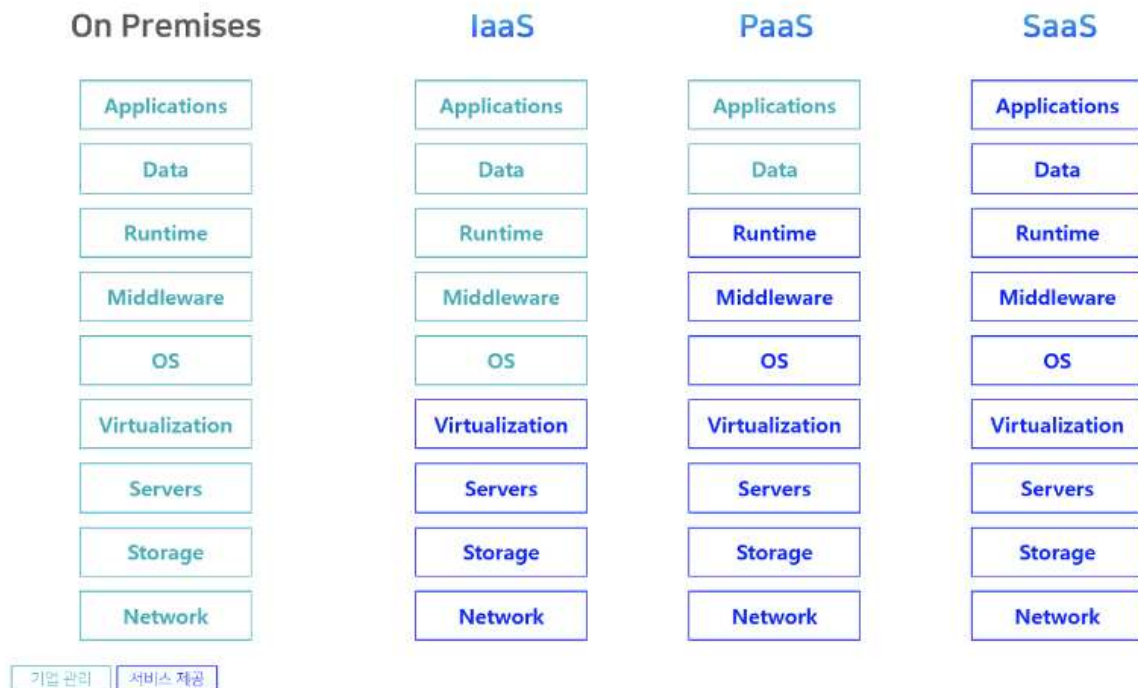 On Premises IaaS PaaS SaaS
Applications Applications Applications Applications
Data Data Data Data
Runtime Runtime Runtime Runtime
Middleware Middleware Middleware Middleware
OS OS OS OS
Virtualization Virtualization Virtualization Virtualization
Servers Servers Servers Servers
Storage Storage Storage Storage
Network Network Network Network
기업 관리 서비스 제공